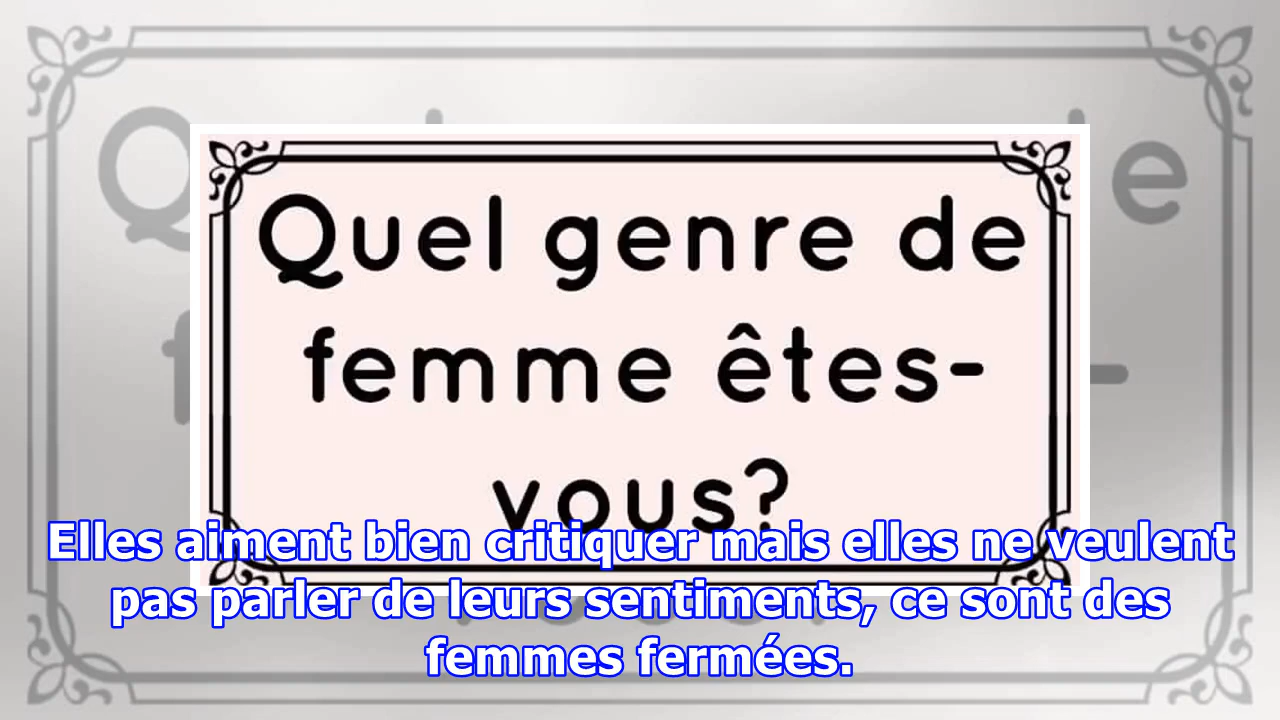 Quel genre de
femme êtes-
vous?
Elles aiment bien critiquer mais elles ne veulent
pas parler de leurs sentiments, ce sont des
femmes fermées.